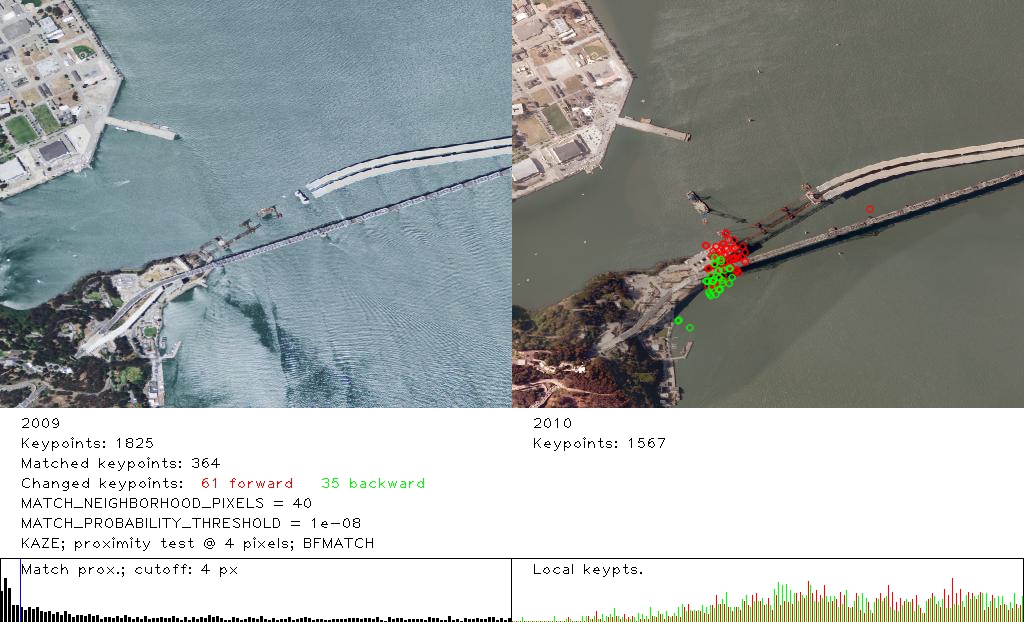 2009
Keypoints: 1825
Matched keypoints: 364
Changed keypoints: 61 forward 35 backward
MATCH_NEIGHBORHOOD_PIXELS = 40
MATCH_PROBABILITY_THRESHOLD = 1e-08
KAZE; proximity test @ 4 pixels; BFMATCH
Match prox.; cutoff: 4 px
2010
Keypoints: 1567
Local keypts.